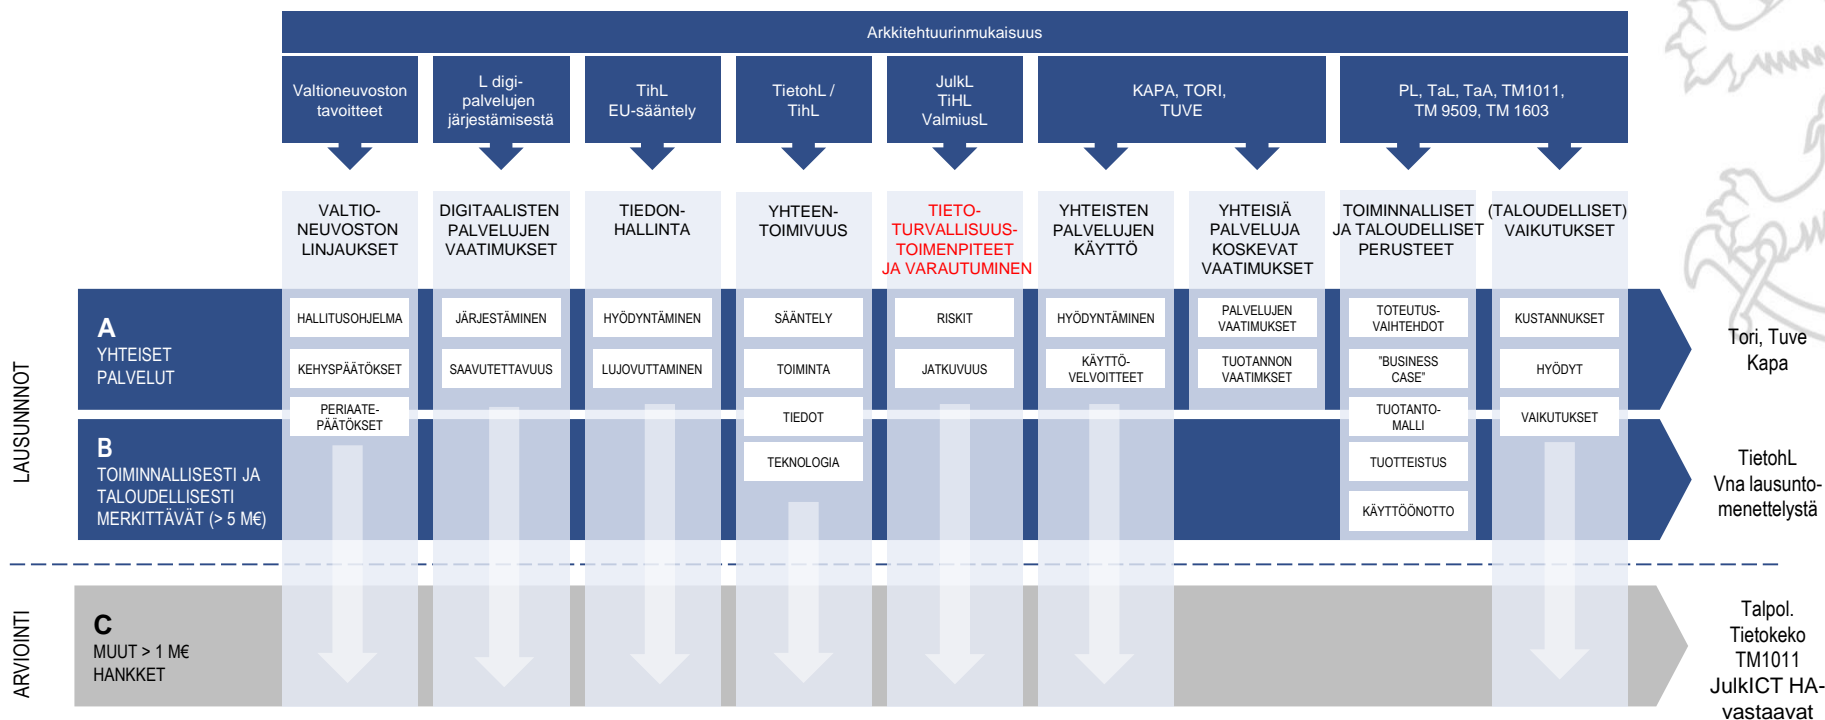 Arkkitehtuurinmukaisuus
Valtioneuvoston
tavoitteet
L digi-
palvelujen
järjestämisestä
TihL
EU-sääntely
TietohL /
TihL
JulkL
TiHL
ValmiusL
KAPA, TORI,
TUVE
PL, TaL, TaA, TM1011,
TM 9509, TM 1603
VALTIO-
NEUVOSTON
LINJAUKSET
DIGITAALISTEN
PALVELUJEN
VAATIMUKSET
TIEDON-
HALLINTA
YHTEEN-
TOIMIVUUS
TIETO-
TURVALLISUUS-
TOIMENPITEET
JA VARAUTUMINEN
YHTEISTEN
PALVELUJEN
KÄYTTÖ
YHTEISIÄ
PALVELUJA
KOSKEVAT
VAATIMUKSET
TOIMINNALLISET
JA TALOUDELLISET
PERUSTEET
(TALOUDELLISET)
VAIKUTUKSET
LAUSUNNNOT
A
YHTEISET
PALVELUT
HALLITUSOHJELMA
KEHYSPÄÄTÖKSET
PERIAATE-
PÄÄTÖKSET
JÄRJESTÄMINEN
SAAVUTETTAVUUS
HYÖDYNTÄMINEN
LUJOVUTTAMINEN
SÄÄNTELY
TOIMINTA
TIEDOT
TEKNOLOGIA
RISKIT
JATKUVUUS
HYÖDYNTÄMINEN
KÄYTTÖ-
VELVOITTEET
PALVELUJEN
VAATIMUKSET
TUOTANNON
VAATIMKSET
TOTEUTUS-
VAIHTEHDOT
"BUSINESS
CASE"
TUOTANTO-
MALLI
TUOTTEISTUS
KÄYTTÖÖNOTTO
KUSTANNUKSET
HYÖDYT
VAIKUTUKSET
Tori, Tuve
Kapa
B
TOIMINNALLISESTI JA
TALOUDELLISESTI
MERKITTÄVÄT (> 5 M€)
TietohL
Vna lausunto-
menettelystä
ARVIOINTI
C
MUUT > 1 M€
HANKKET
Talpol.
Tietokeko
TM1011
JulkICT HA-
vastaavat